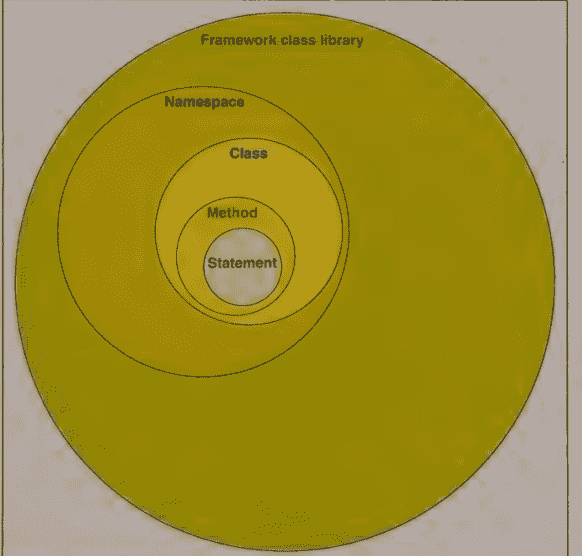 Framework class library
Namespace
Class
Method
Statement